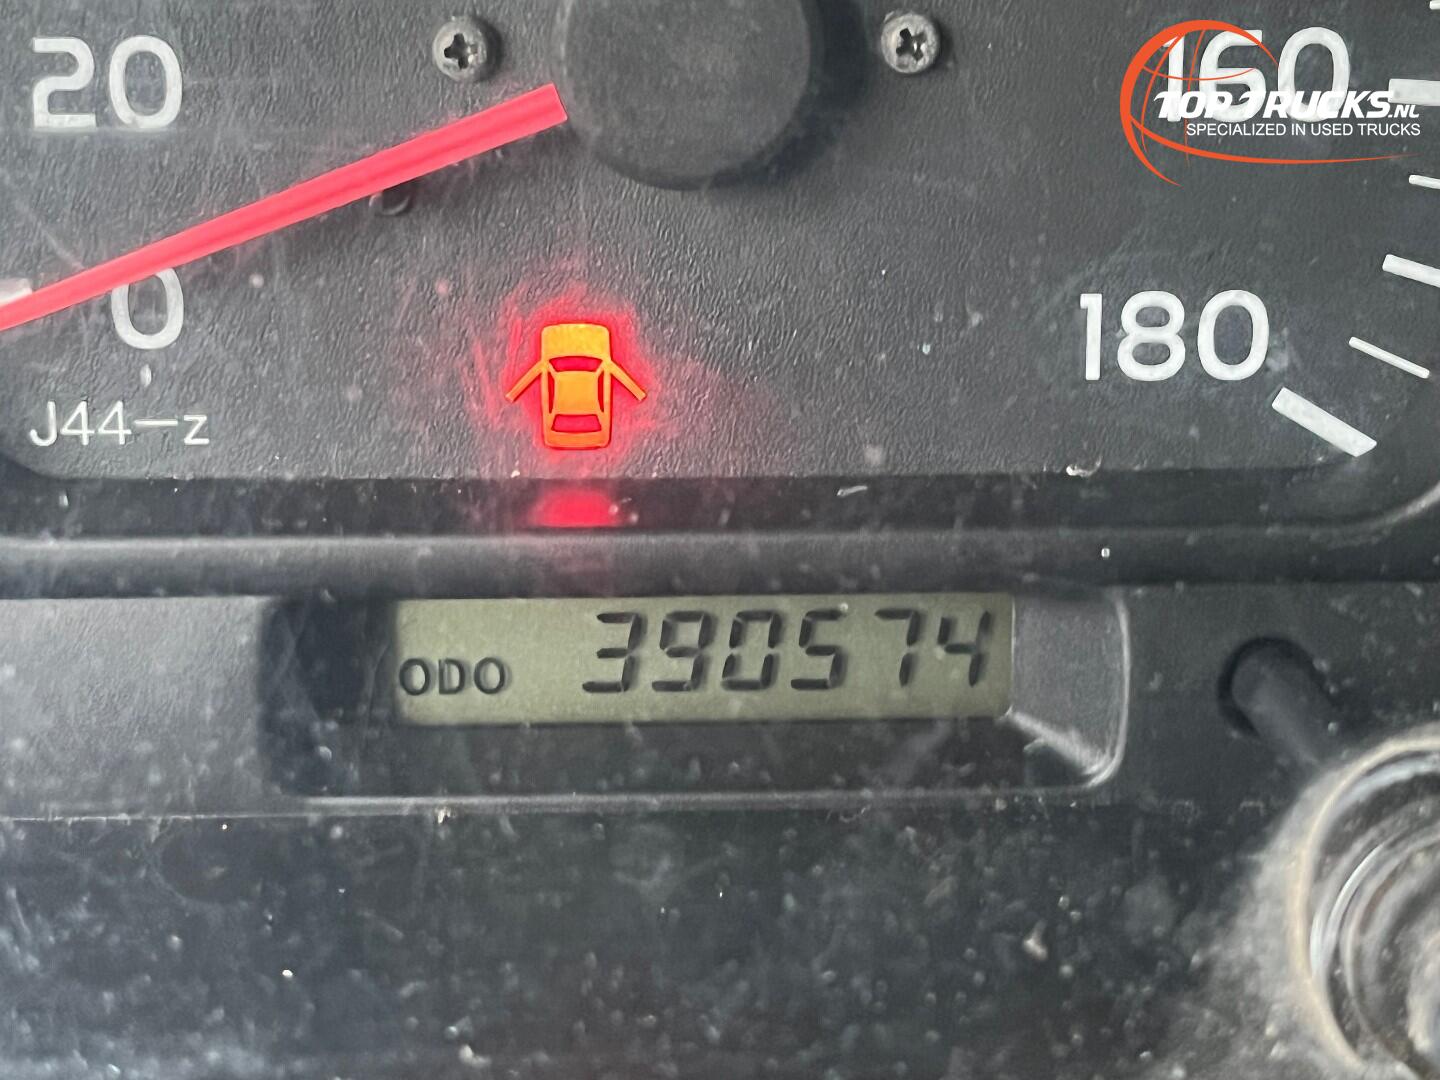 20
160
TOPTRUCKS.NL
SPECIALIZED IN USED TRUCKS
0
180
J44-z
ODO 390574